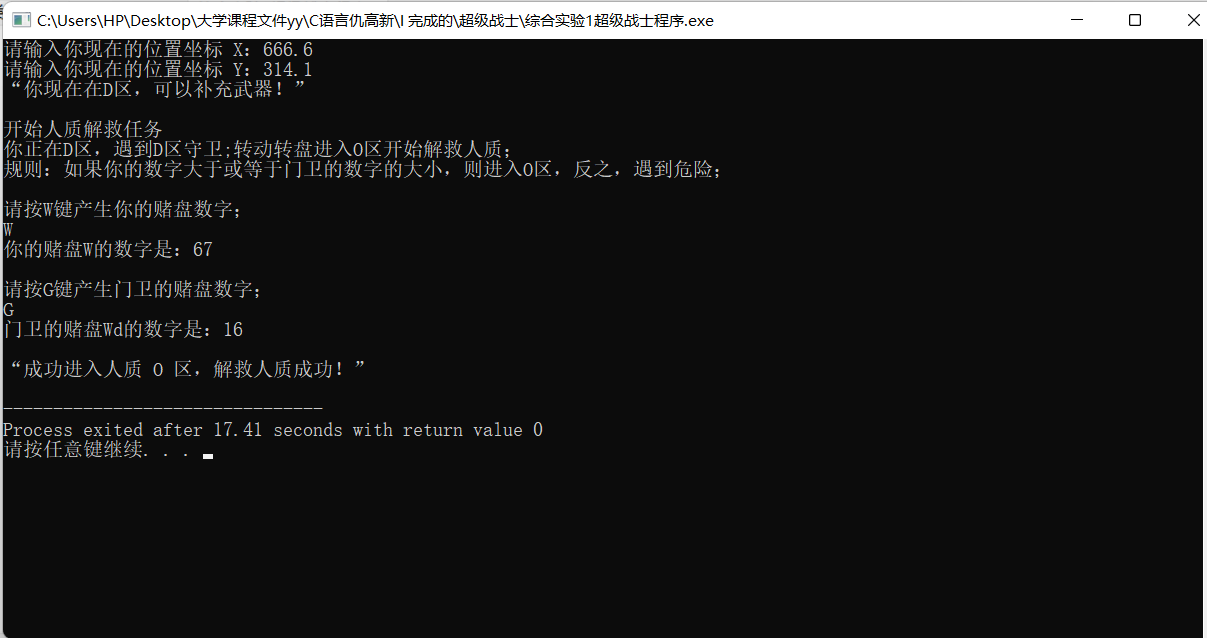 C:\Users\HP\Desktop\大学课程文件yy\C语言仇高新\I 完成的\超级战士\综合实验1超级战士程序.exe
请输入你现在的位置坐标 X：666.6
请输入你现在的位置坐标 Y：314.1
“你现在在D区，可以补充武器！”
开始人质解救任务
你正在D区，遇到D区守卫;转动转盘进入O区开始解救人质；
规则：如果你的数字大于或等于门卫的数字的大小，则进入O区，反之，遇到危险；
请按W键产生你的赌盘数字；
W
你的赌盘W的数字是：67
请按G键产生门卫的赌盘数字；
G
门卫的赌盘Wd的数字是：16
“成功进入人质 O 区，解救人质成功！”
--------------------------------
Process exited after 17.41 seconds with return value 0
请按任意键继续. . .